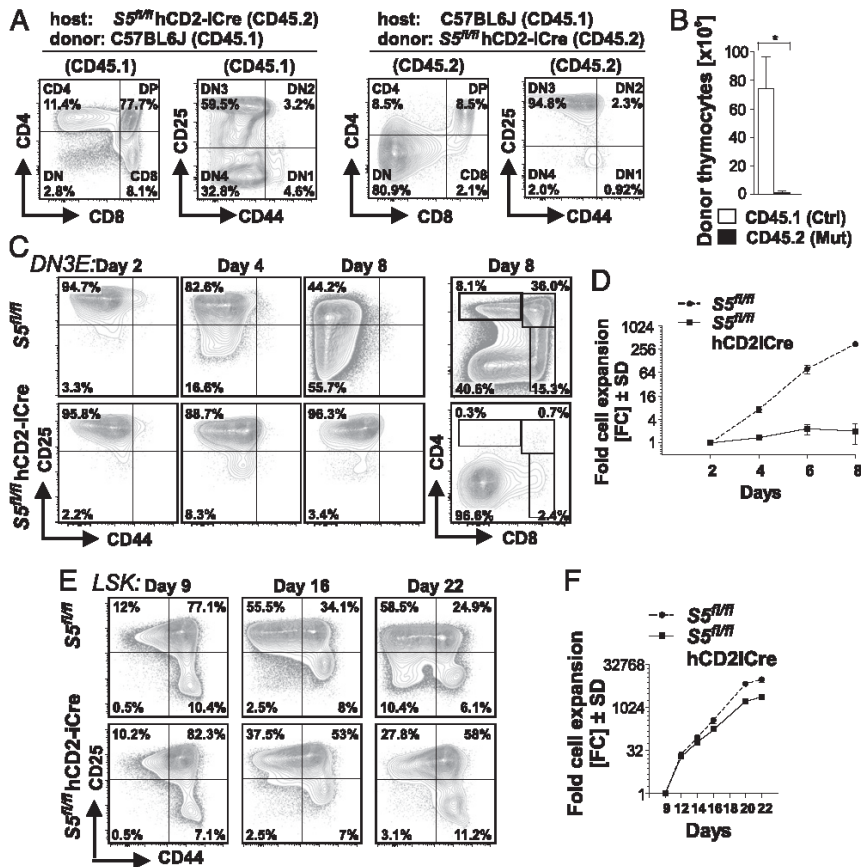 A
host: S5fl/fl hCD2-ICre (CD45.2)
donor: C57BL6J (CD45.1)
host: C57BL6J (CD45.1)
donor: S5fl/fl hCD2-ICre (CD45.2)
(CD45.1) (CD45.1) (CD45.2) (CD45.2)
CD4 DP
11.4% 77.7%
DN CD8
2.8% 8.1%
CD4
CD8
DN3 DN2
59.5% 3.2%
DN4 DN1
32.8% 4.6%
CD25
CD44
CD4 DP
8.5% 8.5%
DN CD8
80.9% 2.1%
CD4
CD8
DN3 DN2
94.8% 2.3%
DN4 DN1
2.0% 0.92%
CD25
CD44
B
Donor thymocytes [x10⁶]
100
80
60
40
20
0
*
CD45.1 (Ctrl)
CD45.2 (Mut)
C
DN3E: Day 2 Day 4 Day 8 Day 8
S5fl/fl
94.7% 82.6% 44.2% 8.1% 36.0%
3.3% 16.6% 55.7% 40.6% 15.3%
S5fl/fl hCD2-ICre
95.8% 88.7% 96.3% 0.3% 0.7%
2.2% 8.3% 3.4% 96.6% 2.4%
CD25
CD44
CD4
CD8
D
S5fl/fl
S5fl/fl
hCD2ICre
Fold cell expansion
[FC] ± SD
1024
256
64
16
4
1
2 4 6 8
Days
E
LSK: Day 9 Day 16 Day 22
S5fl/fl
12% 77.1% 55.5% 34.1% 58.5% 24.9%
0.5% 10.4% 2.5% 8% 10.4% 6.1%
S5fl/fl hCD2-iCre
10.2% 82.3% 37.5% 53% 27.8% 58%
0.5% 7.1% 2.5% 7% 3.1% 11.2%
CD25
CD44
F
S5fl/fl
S5fl/fl
hCD2ICre
Fold cell expansion
[FC] ± SD
32768
1024
32
1
9 12 14 16 18 20 22
Days